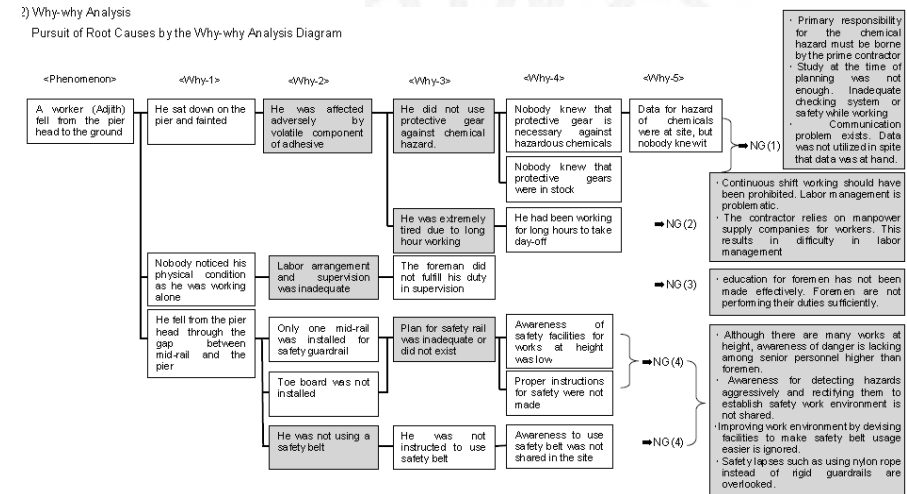 2) Why-why Analysis
Pursuit of Root Causes by the Why-why Analysis Diagram
<Phenomenon>
<Why-1>
<Why-2>
<Why-3>
<Why-4>
<Why-5>
A worker (Adjith)
fell from the pier
head to the ground
He sat down on the
pier and fainted
He was affected
adversely by
volatile component
of adhesive
He did not use
protective gear
against chemical
hazard.
Nobody knew that
protective gear is
necessary against
hazardous chemicals
Data for hazard
of chemicals
were at site, but
nobody knew it
➡NG (1)
· Primary responsibility
for the chemical
hazard must be borne
by the prime contractor
· Study at the time of
planning was not
enough. Inadequate
checking system or
safety while working
· Communication
problem exists. Data
was not utilized in spite
that data was at hand.
Nobody knew that
protective gears
were in stock
He was extremely
tired due to long
hour working
He had been working
for long hours to take
day-off
➡NG (2)
· Continuous shift working should have
been prohibited. Labor management is
problematic.
· The contractor relies on manpower
supply companies for workers. This
results in difficulty in labor
management
Nobody noticed his
physical condition
as he was working
alone
Labor arrangement
and supervision
was inadequate
The foreman did
not fulfill his duty
in supervision
➡NG (3)
· education for foremen has not been
made effectively. Foremen are not
performing their duties sufficiently.
He fell from the pier
head through the
gap between
mid-rail and the
pier
Only one mid-rail
was installed for
safety guardrail
Plan for safety rail
was inadequate or
did not exist
Awareness of
safety facilities for
works at height
was low
➡NG (4)
Toe board was not
installed
Proper instructions
for safety were not
made
He was not using a
safety belt
He was not
instructed to use
safety belt
Awareness to use
safety belt was not
shared in the site
➡NG (4)
· Although there are many works at
height, awareness of danger is lacking
among senior personnel higher than
foremen.
· Awareness for detecting hazards
aggressively and rectifying them to
establish safety work environment is
not shared.
·Improving work environment by devising
facilities to make safety belt usage
easier is ignored.
· Safety lapses such as using nylon rope
instead of rigid guardrails are
overlooked.